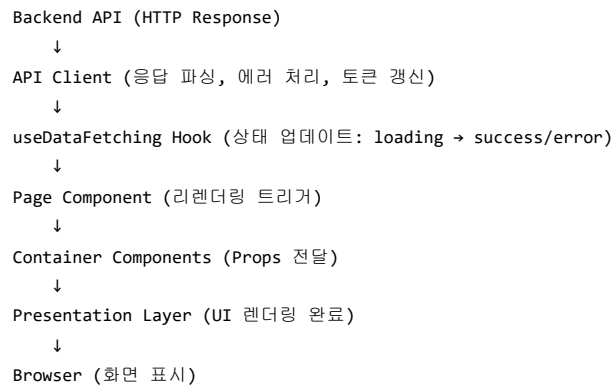 Backend API (HTTP Response)
↓
API Client (응답 파싱, 에러 처리, 토큰 갱신)
↓
useDataFetching Hook (상태 업데이트: loading → success/error)
↓
Page Component (리렌더링 트리거)
↓
Container Components (Props 전달)
↓
Presentation Layer (UI 렌더링 완료)
↓
Browser (화면 표시)